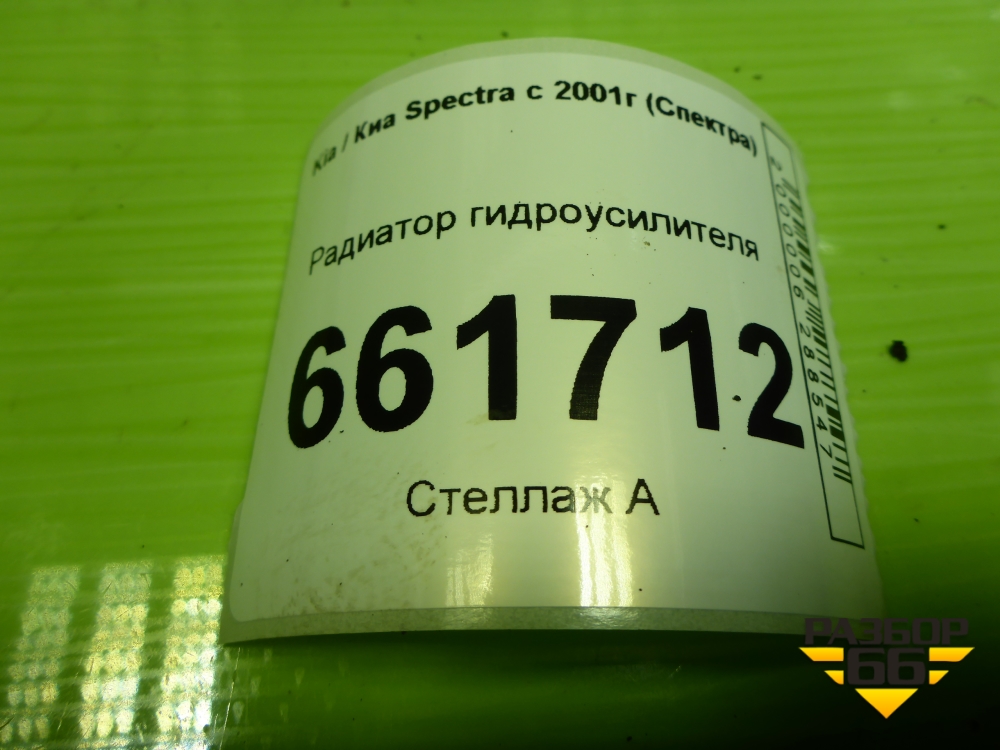 Kia / Киа Spectra с 2001г (Спектра)
Радиатор гидроусилителя
661712
Стеллаж А
2000006288547
РАЗБОР
66